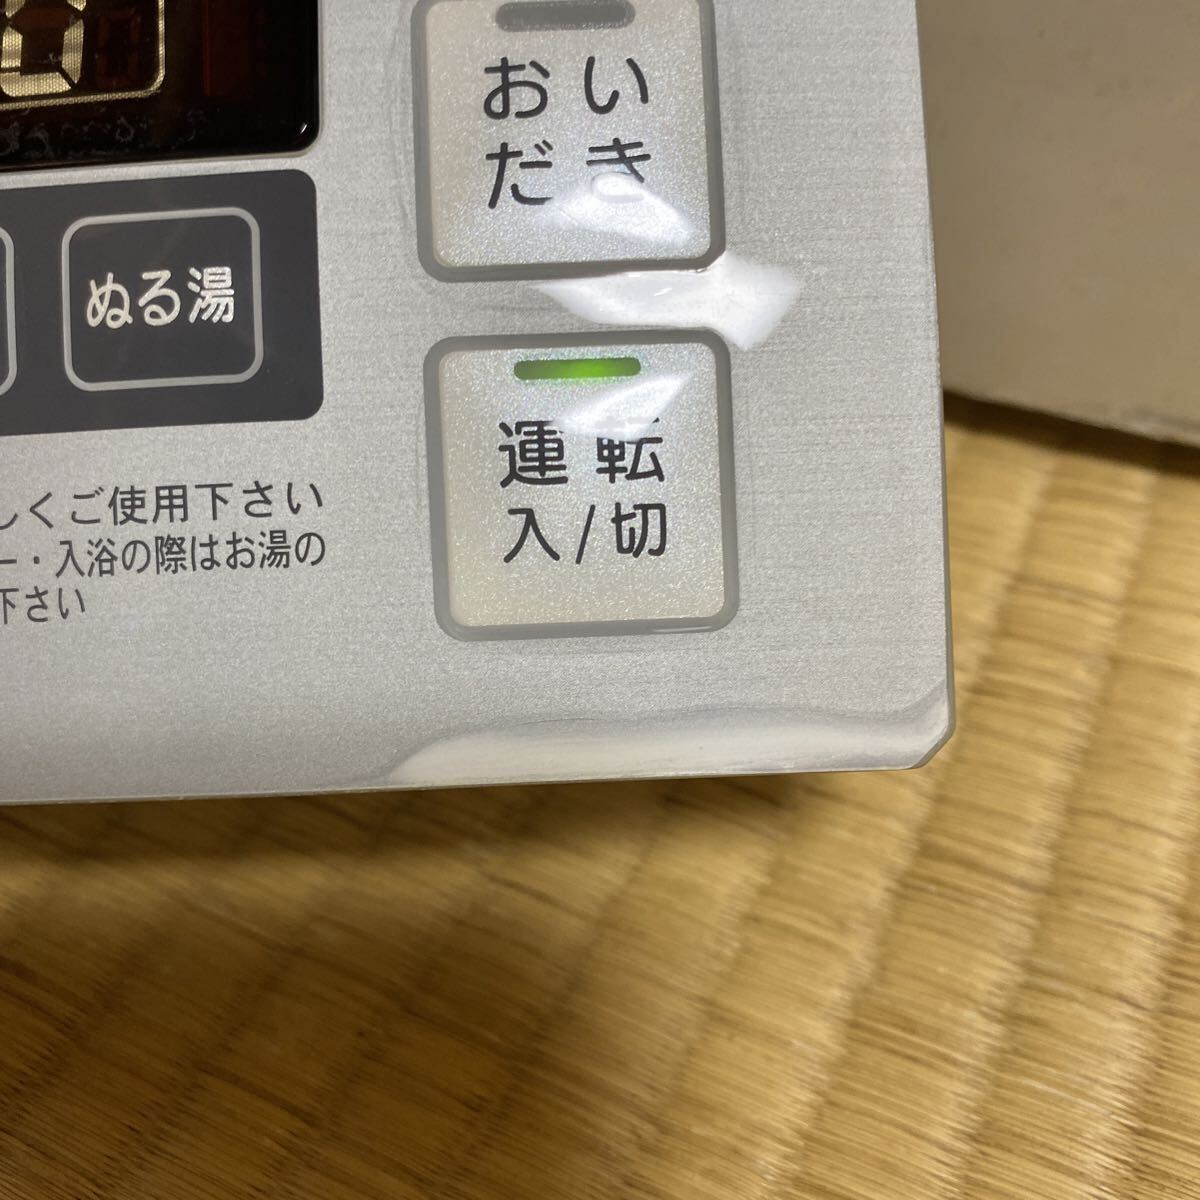 おい
だき
ぬる湯
運転
入/切
しくご使用下さい
ー・入浴の際はお湯の
下さい